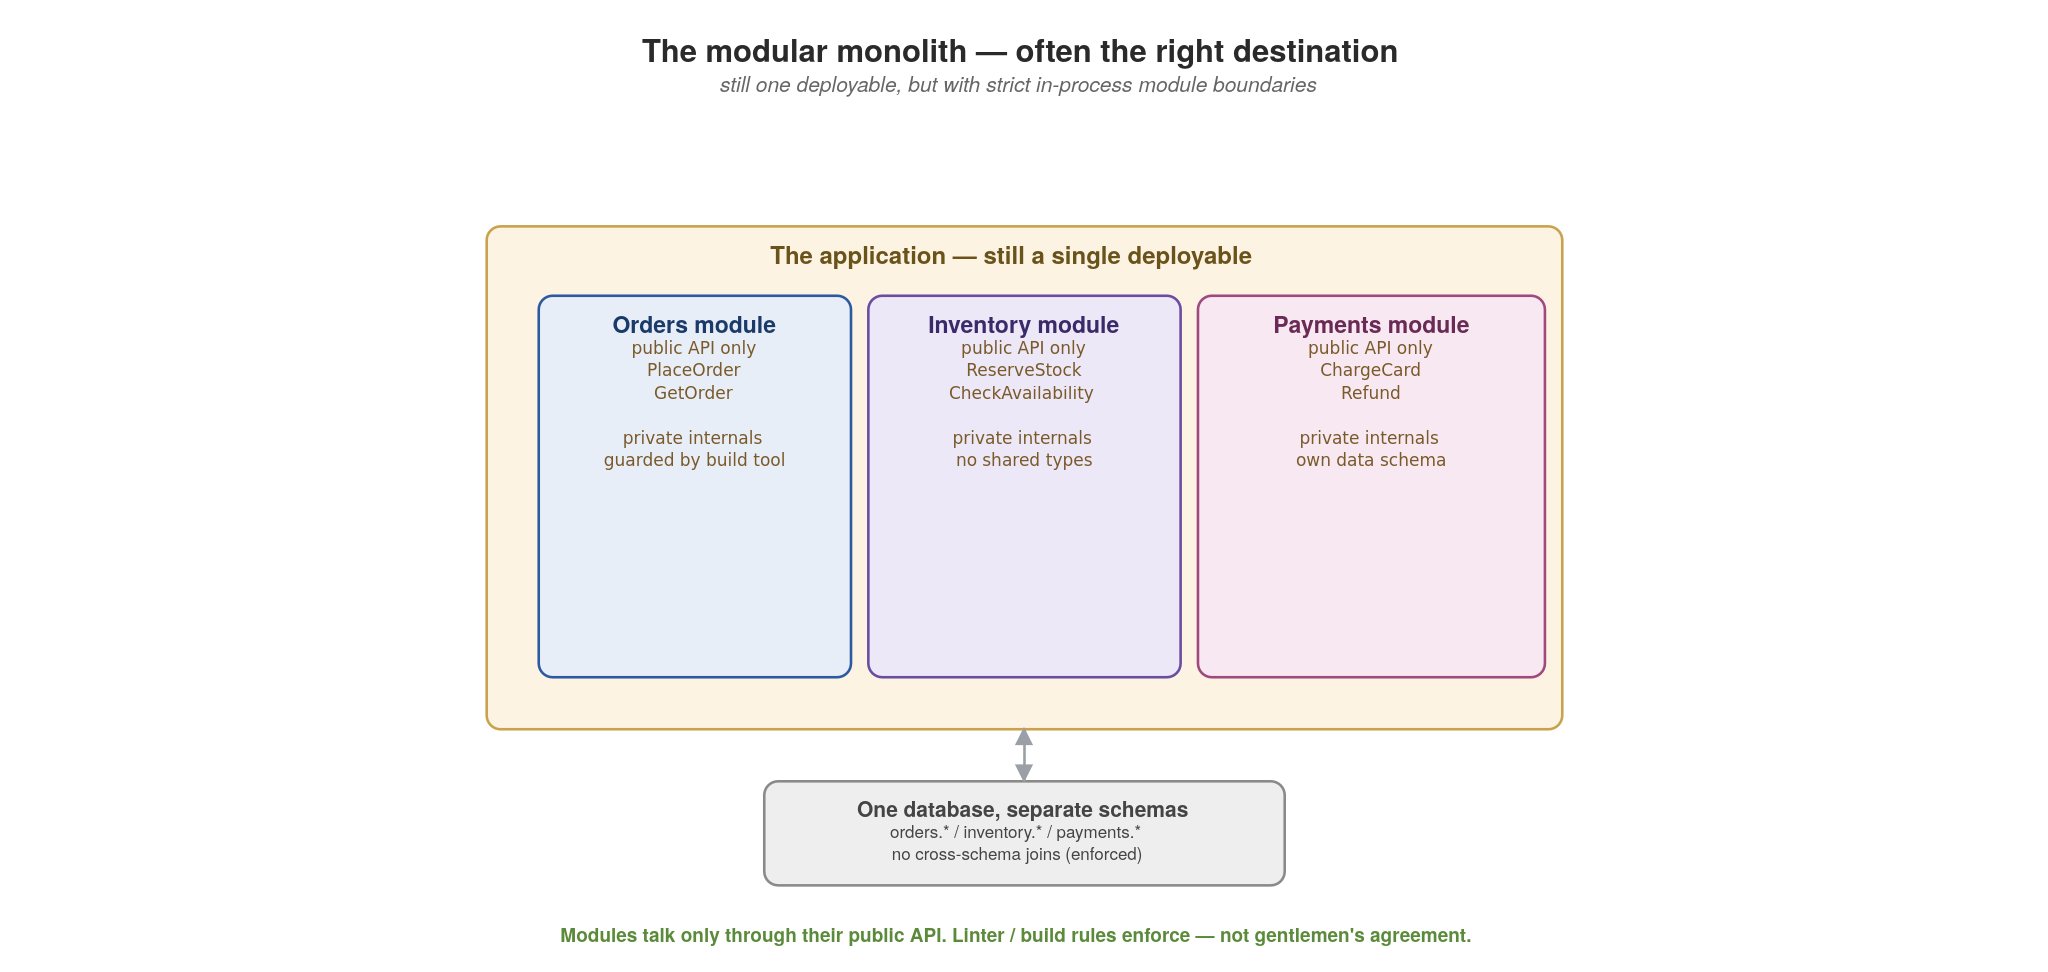 The modular monolith — often the right destination
still one deployable, but with strict in-process module boundaries
The application — still a single deployable
Orders module
public API only
PlaceOrder
GetOrder
private internals
guarded by build tool
Inventory module
public API only
ReserveStock
CheckAvailability
private internals
no shared types
Payments module
public API only
ChargeCard
Refund
private internals
own data schema
One database, separate schemas
orders.* / inventory.* / payments.*
no cross-schema joins (enforced)
Modules talk only through their public API. Linter / build rules enforce — not gentlemen's agreement.